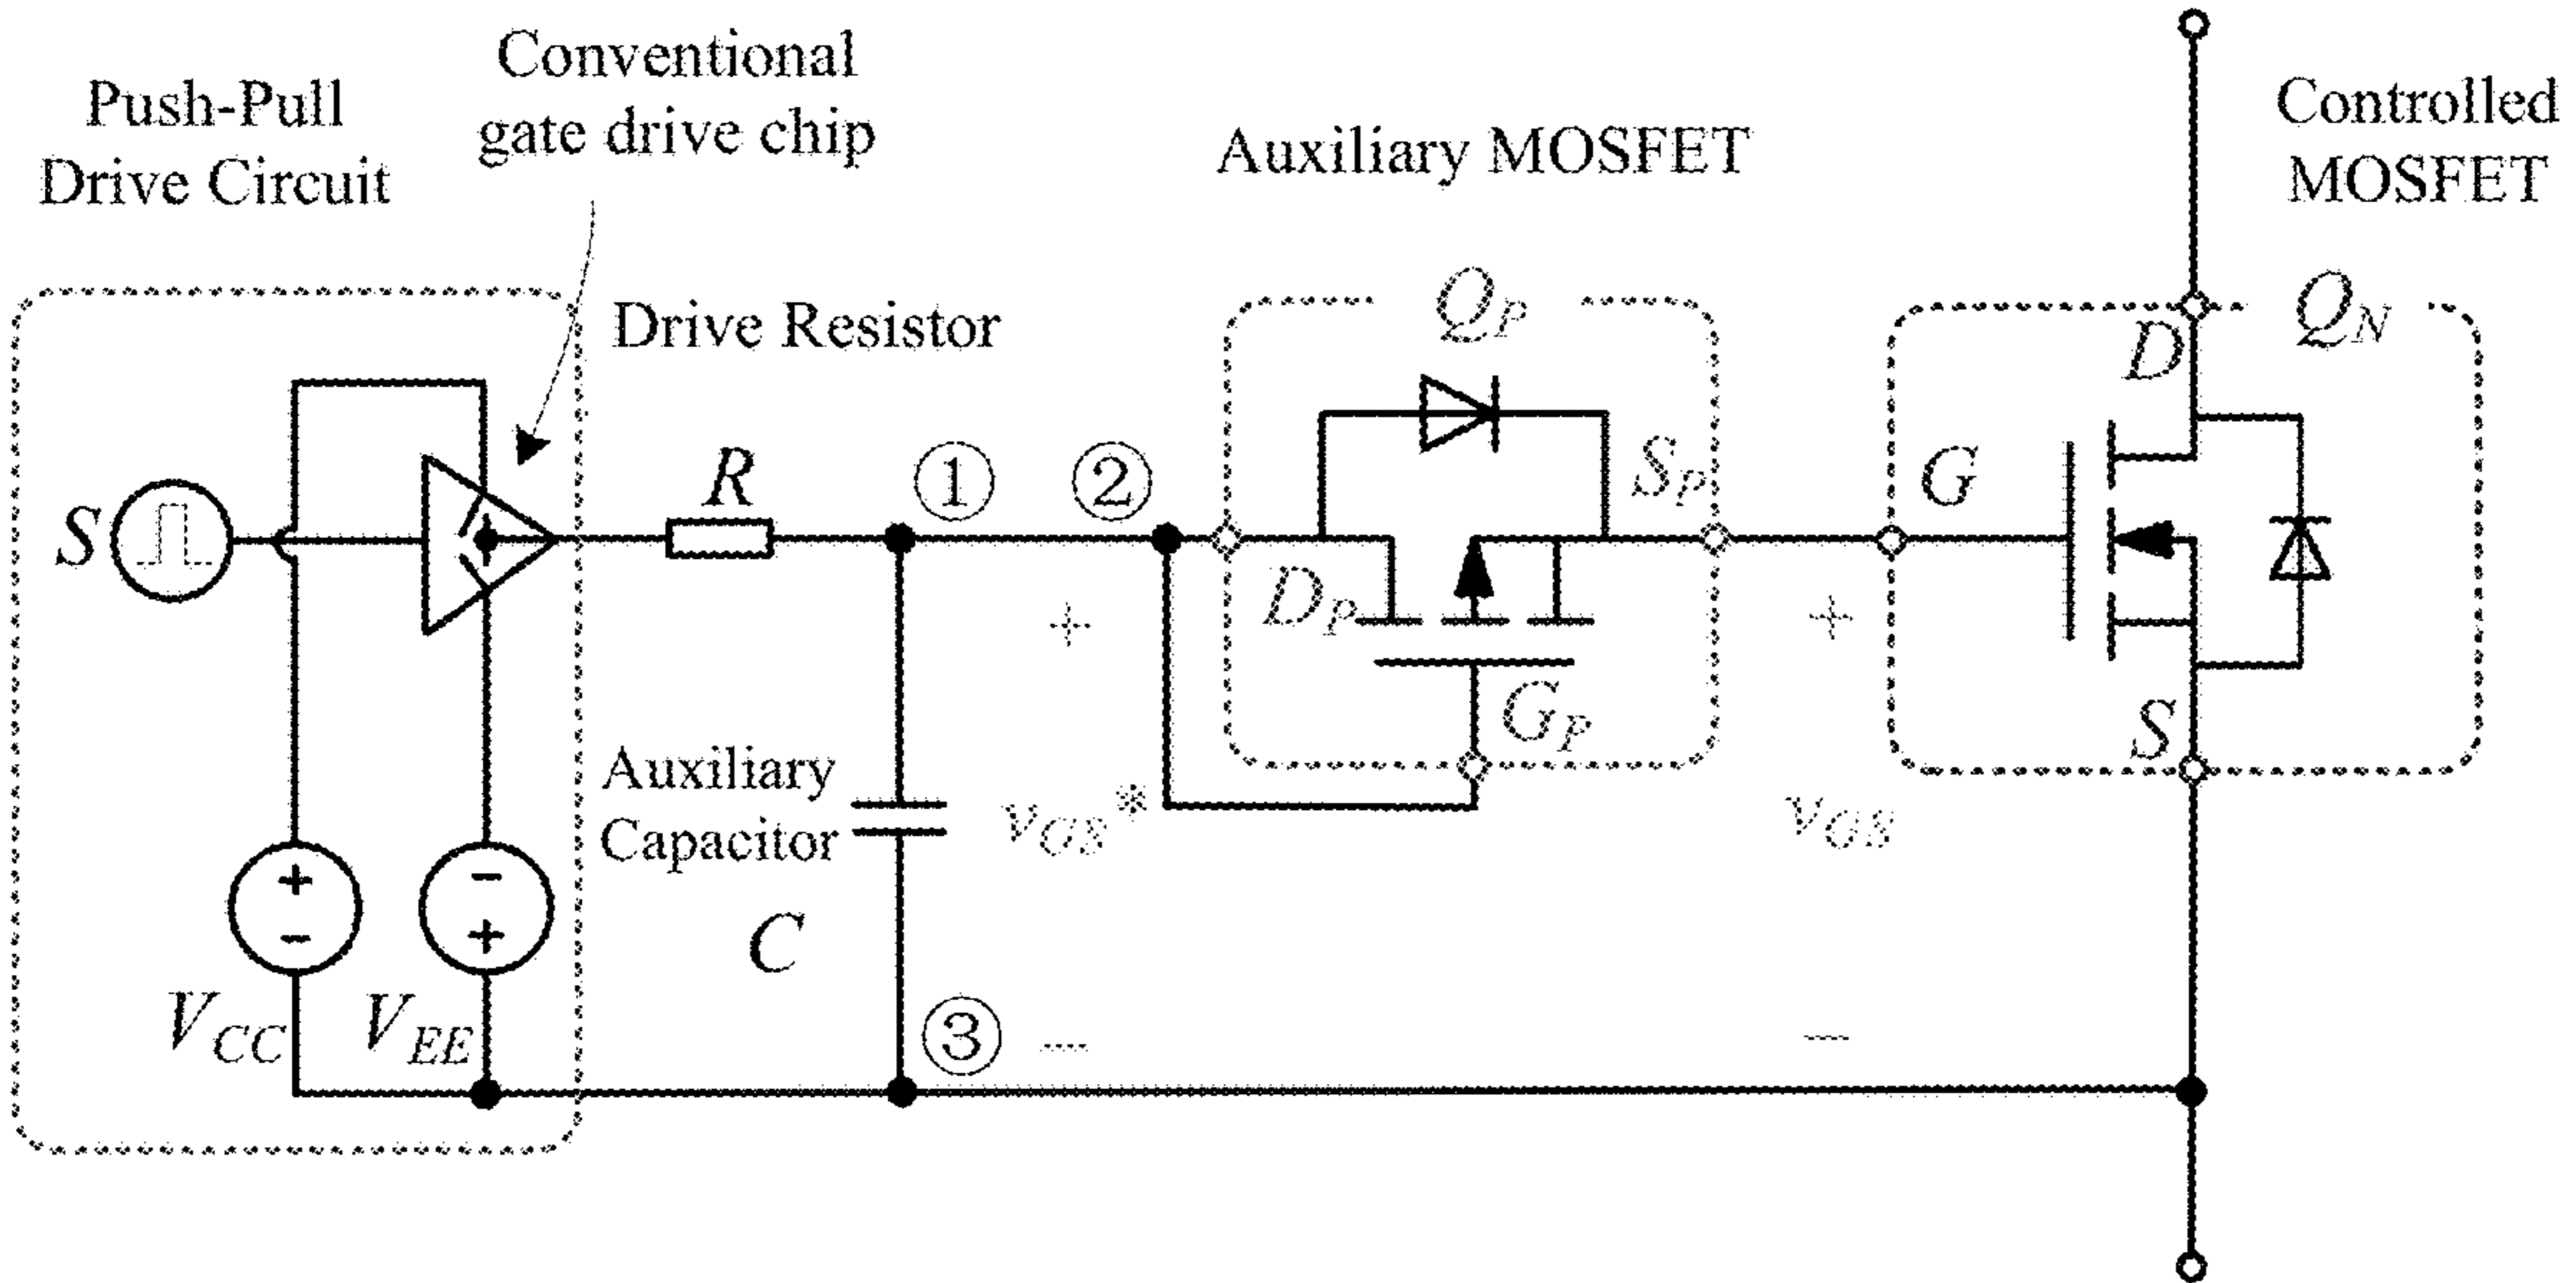 Conventional
gate drive chip
Push-Pull
Drive Circuit
Auxiliary MOSFET
Controlled
MOSFET
Drive Resistor
Q_P
Q_N
D
S
R
①
②
S_P
G
D_P
+
+
G_P
S
Auxiliary
Capacitor
v_GS*
v_GS
+
-
-
+
C
V_CC
V_EE
③
−
−